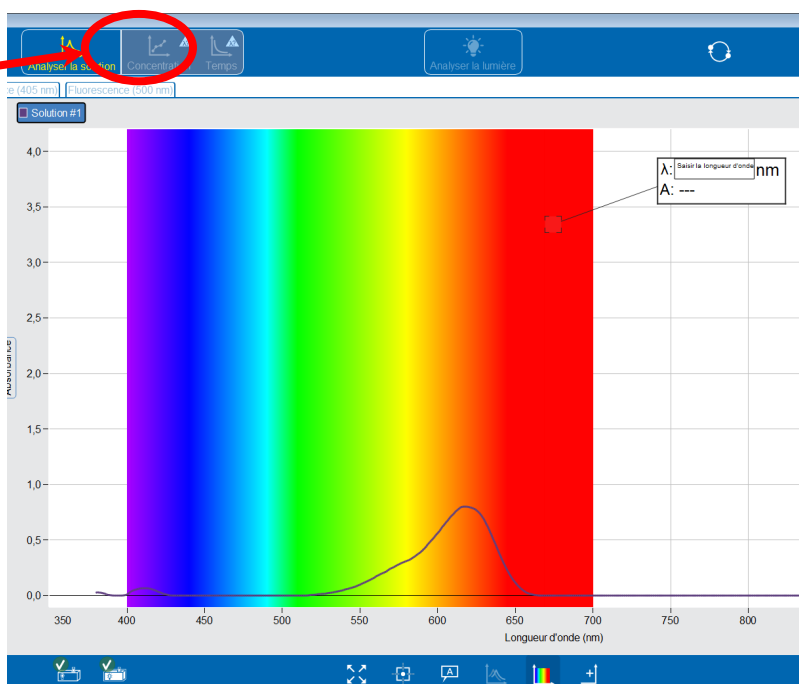 Analyser la solution
Concentration
Temps
Analyser la lumière
e (405 nm)
Fluorescence (500 nm)
Solution #1
4,0
3,5
3,0
2,5
2,0
1,5
1,0
0,5
0,0
Absorbance
λ: Saisir la longueur d'onde nm
A: ---
350 400 450 500 550 600 650 700 750 800
Longueur d'onde (nm)
A